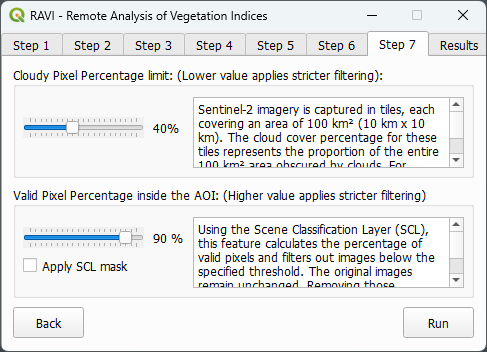 RAVI - Remote Analysis of Vegetation Indices
Step 1 Step 2 Step 3 Step 4 Step 5 Step 6 Step 7 Results
Cloudy Pixel Percentage limit: (Lower value applies stricter filtering):
40%
Sentinel-2 imagery is captured in tiles, each
covering an area of 100 km² (10 km x 10
km). The cloud cover percentage for these
tiles represents the proportion of the entire
100 km² area obscured by clouds. For
Valid Pixel Percentage inside the AOI: (Higher value applies stricter filtering)
90 %
Apply SCL mask
Using the Scene Classification Layer (SCL),
this feature calculates the percentage of
valid pixels and filters out images below the
specified threshold. The original images
remain unchanged. Removing those
Back
Run